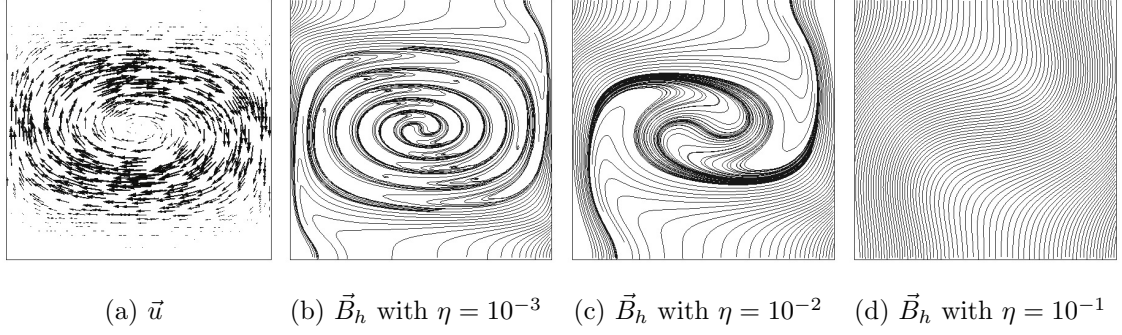 (a) $\vec{u}$
(b) $\vec{B}_h$ with $\eta = 10^{-3}$
(c) $\vec{B}_h$ with $\eta = 10^{-2}$
(d) $\vec{B}_h$ with $\eta = 10^{-1}$